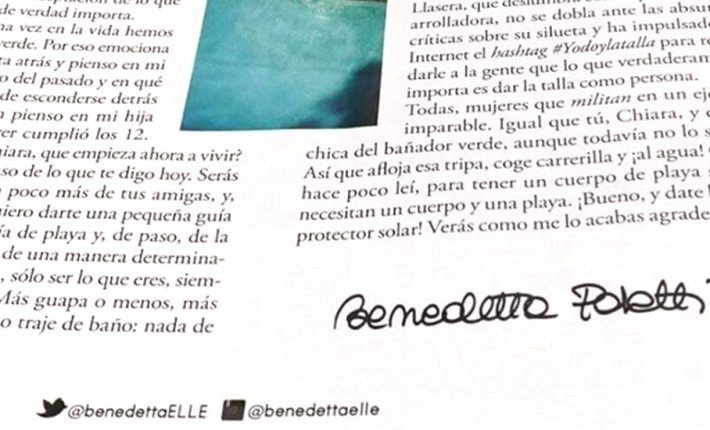 de verdad importa.
na vez en la vida hemos
verde. Por eso emociona
ta atrás y pienso en mi
o del pasado y en qué
de esconderse detrás
pienso en mi hija
cumplió los 12.
que empieza ahora a vivir?
so de lo que te digo hoy. Serás
poco más de tus amigas, y,
uiero darte una pequeña guía
ía de playa y, de paso, de la
de una manera determina-
, sólo ser lo que eres, siem-
Más guapa o menos, más
o traje de baño: nada de
Llasera, que
arrolladora, no se dobla ante las absu
críticas sobre su silueta y ha impulsad
Internet el hashtag #Yodoylatalla para r
darle a la gente que lo que verdaderam
importa es dar la talla como persona.
Todas, mujeres que militan en un ej
imparable. Igual que tú, Chiara, y
chica del bañador verde, aunque todavía no lo s
Así que afloja esa tripa, coge carrerilla y ¡al agua!
hace poco leí, para tener un cuerpo de playa
necesitan un cuerpo y una playa. ¡Bueno, y date
protector solar! Verás como me lo acabas agrade
Benedetta Poletti
@benedettaELLE @benedettaelle